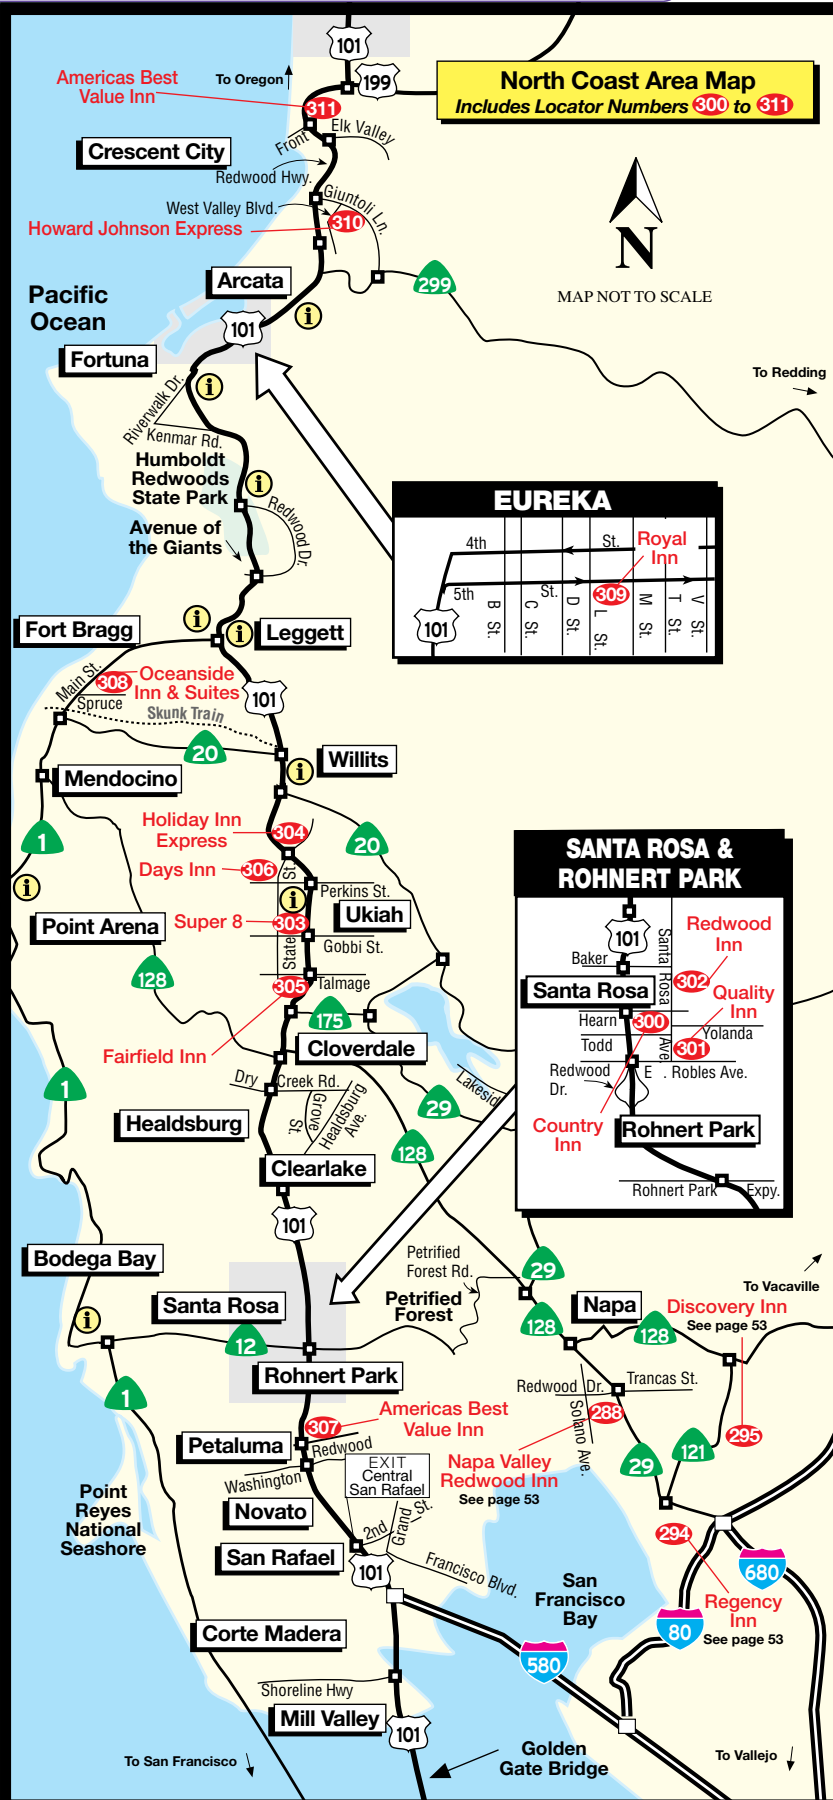 101
199
North Coast Area Map
Includes Locator Numbers 300 to 311
Americas Best
Value Inn
To Oregon
311
Front
Elk Valley
Crescent City
Redwood Hwy.
West Valley Blvd.
Giuntoli Ln.
Howard Johnson Express
310
N
MAP NOT TO SCALE
Arcata
299
Pacific
Ocean
i
101
Fortuna
To Redding
i
Riverwalk Dr.
Kenmar Rd.
Humboldt
Redwoods
State Park
i
Redwood Dr.
Avenue of
the Giants
EUREKA
4th
St.
Royal
Inn
5th
St.
309
101
B St.
C St.
D St.
L St.
M St.
T St.
V St.
i
i
Fort Bragg
Leggett
Main St.
308
Oceanside
Inn & Suites
Spruce
101
Skunk Train
20
Willits
i
Mendocino
1
Holiday Inn
Express
304
20
Days Inn
306
St.
i
Perkins St.
i
Point Arena
Super 8
303
Ukiah
State
Gobbi St.
128
305
Talmage
175
Fairfield Inn
Cloverdale
SANTA ROSA &
ROHNERT PARK
101
Santa Rosa
Redwood
Inn
Baker
302
Santa Rosa
Quality
Inn
Hearn
300
Yolanda
Todd
Ave.
301
Redwood
Dr.
E. Robles Ave.
Country
Inn
Rohnert Park
Rohnert Park
Expy.
1
Dry
Creek Rd.
Grove
St.
Healdsburg
Ave.
29
Lakeside
Healdsburg
128
Clearlake
101
Bodega Bay
Petrified
Forest Rd.
29
Petrified
Forest
To Vacaville
Santa Rosa
i
12
128
Napa
128
Discovery Inn
See page 53
1
Rohnert Park
Redwood Dr.
Trancas St.
Solano Ave.
288
295
307
Americas Best
Value Inn
Petaluma
Redwood
Washington
EXIT
Central
San Rafael
Napa Valley
Redwood Inn
See page 53
29
121
Point
Reyes
National
Seashore
Novato
2nd
Grand
St.
San Rafael
101
Francisco Blvd.
294
680
San
Francisco
Bay
Regency
Inn
See page 53
80
Corte Madera
580
Shoreline Hwy
Mill Valley
101
To San Francisco
Golden
Gate Bridge
To Vallejo